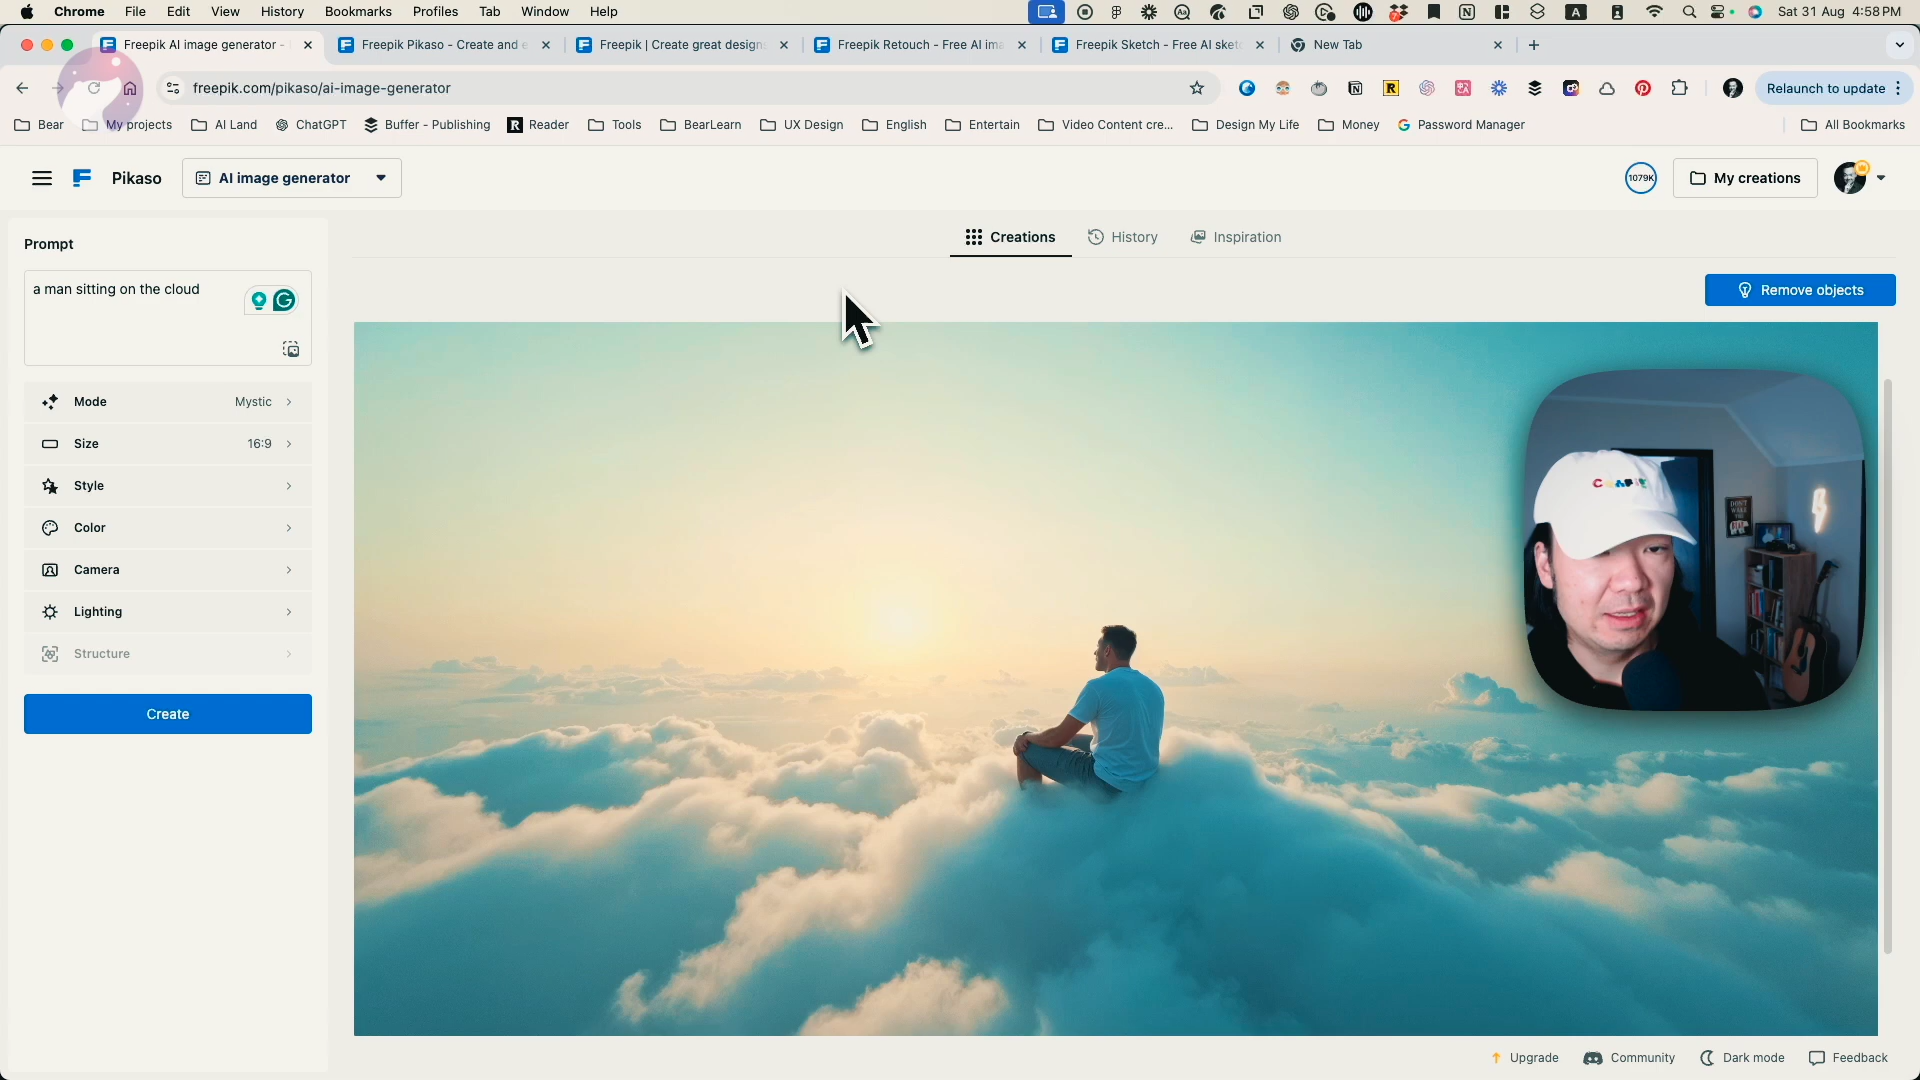 Chrome File Edit View History Bookmarks Profiles Tab Window Help Sat 31 Aug 4:58 PM
Freepik AI image generator - Freepik Pikaso - Create and e Freepik | Create great design Freepik Retouch - Free AI ima Freepik Sketch - Free AI sket New Tab
freepik.com/pikaso/ai-image-generator Relaunch to update
Bear My projects AI Land ChatGPT Buffer - Publishing Reader Tools BearLearn UX Design English Entertain Video Content cre... Design My Life Money Password Manager All Bookmarks
Pikaso AI image generator 1079K My creations
Prompt Creations History Inspiration
a man sitting on the cloud Remove objects
Mode Mystic
Size 16:9
Style
Color
Camera
Lighting
Structure
Create
DON'T WAKE THE
Upgrade Community Dark mode Feedback